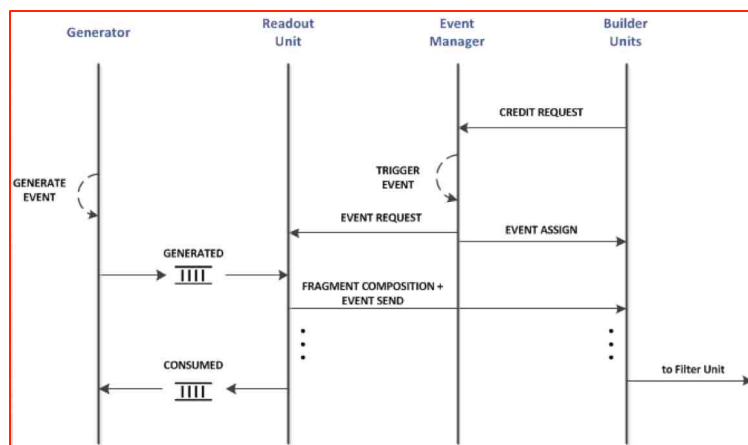 Generator
Readout
Unit
Event
Manager
Builder
Units
CREDIT REQUEST
TRIGGER
EVENT
GENERATE
EVENT
EVENT REQUEST
EVENT ASSIGN
GENERATED
FRAGMENT COMPOSITION +
EVENT SEND
CONSUMED
to Filter Unit